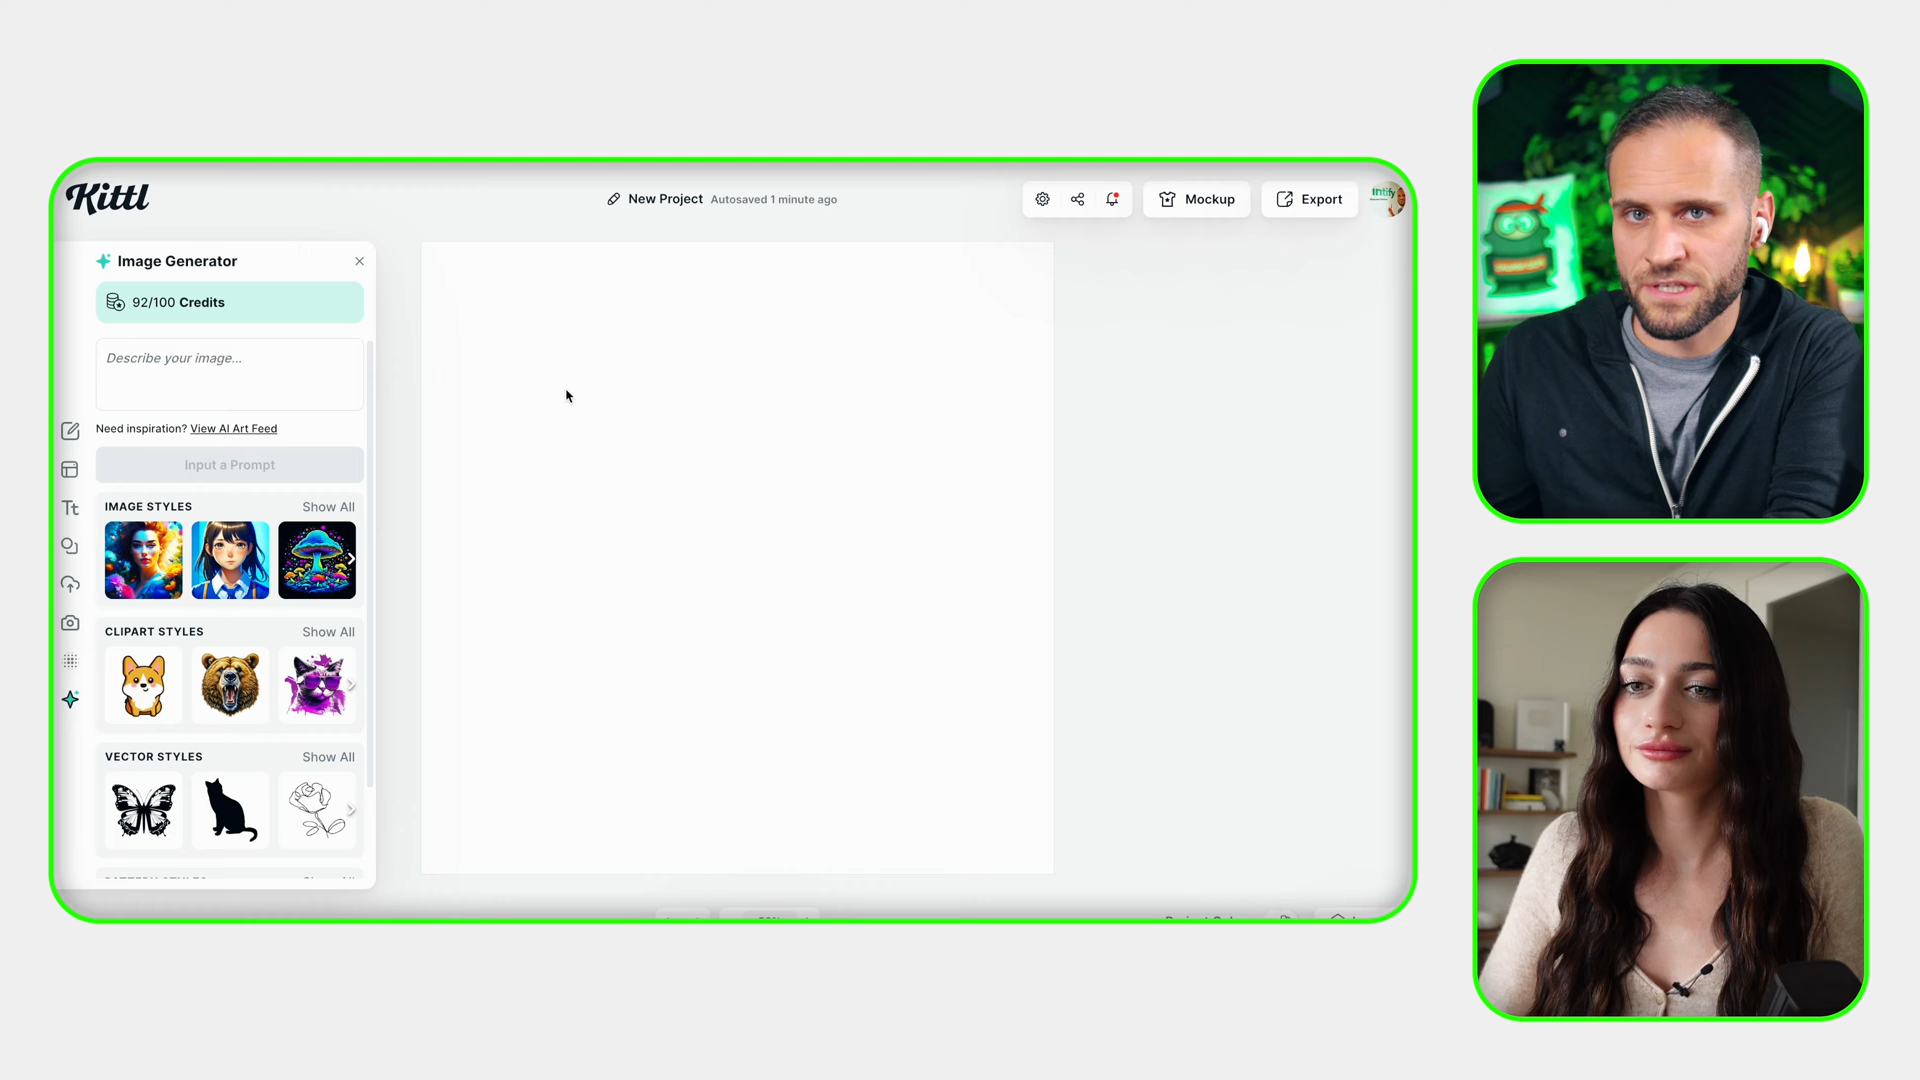 Kittl
New Project Autosaved 1 minute ago
Mockup
Export
Image Generator
92/100 Credits
Describe your image...
Need inspiration? View AI Art Feed
Input a Prompt
IMAGE STYLES Show All
CLIPART STYLES Show All
VECTOR STYLES Show All
Tt